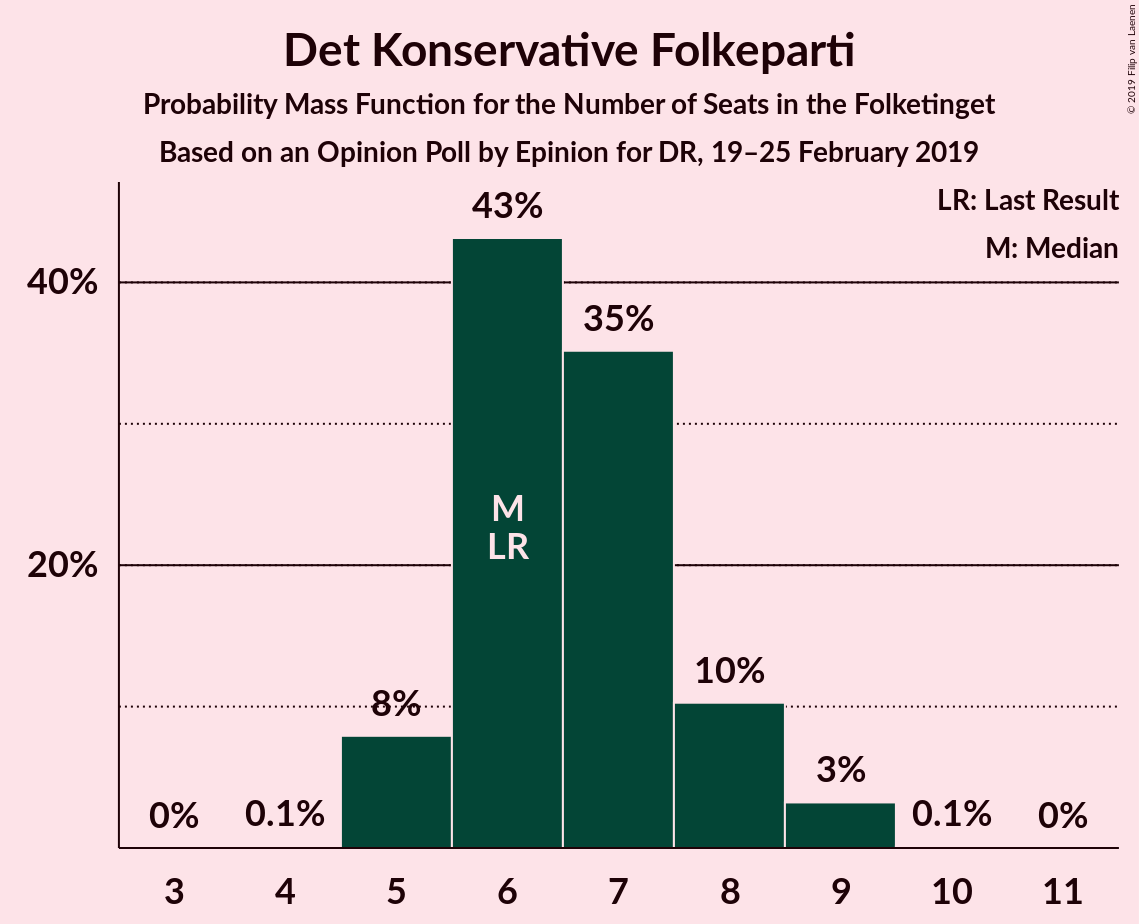 Det Konservative Folkeparti
Probability Mass Function for the Number of Seats in the Folketinget
Based on an Opinion Poll by Epinion for DR, 19–25 February 2019
© 2019 Filip van Laenen
LR: Last Result
M: Median
43%
40%
35%
M
LR
20%
10%
8%
3%
0%
0.1%
0.1%
0%
3 4 5 6 7 8 9 10 11